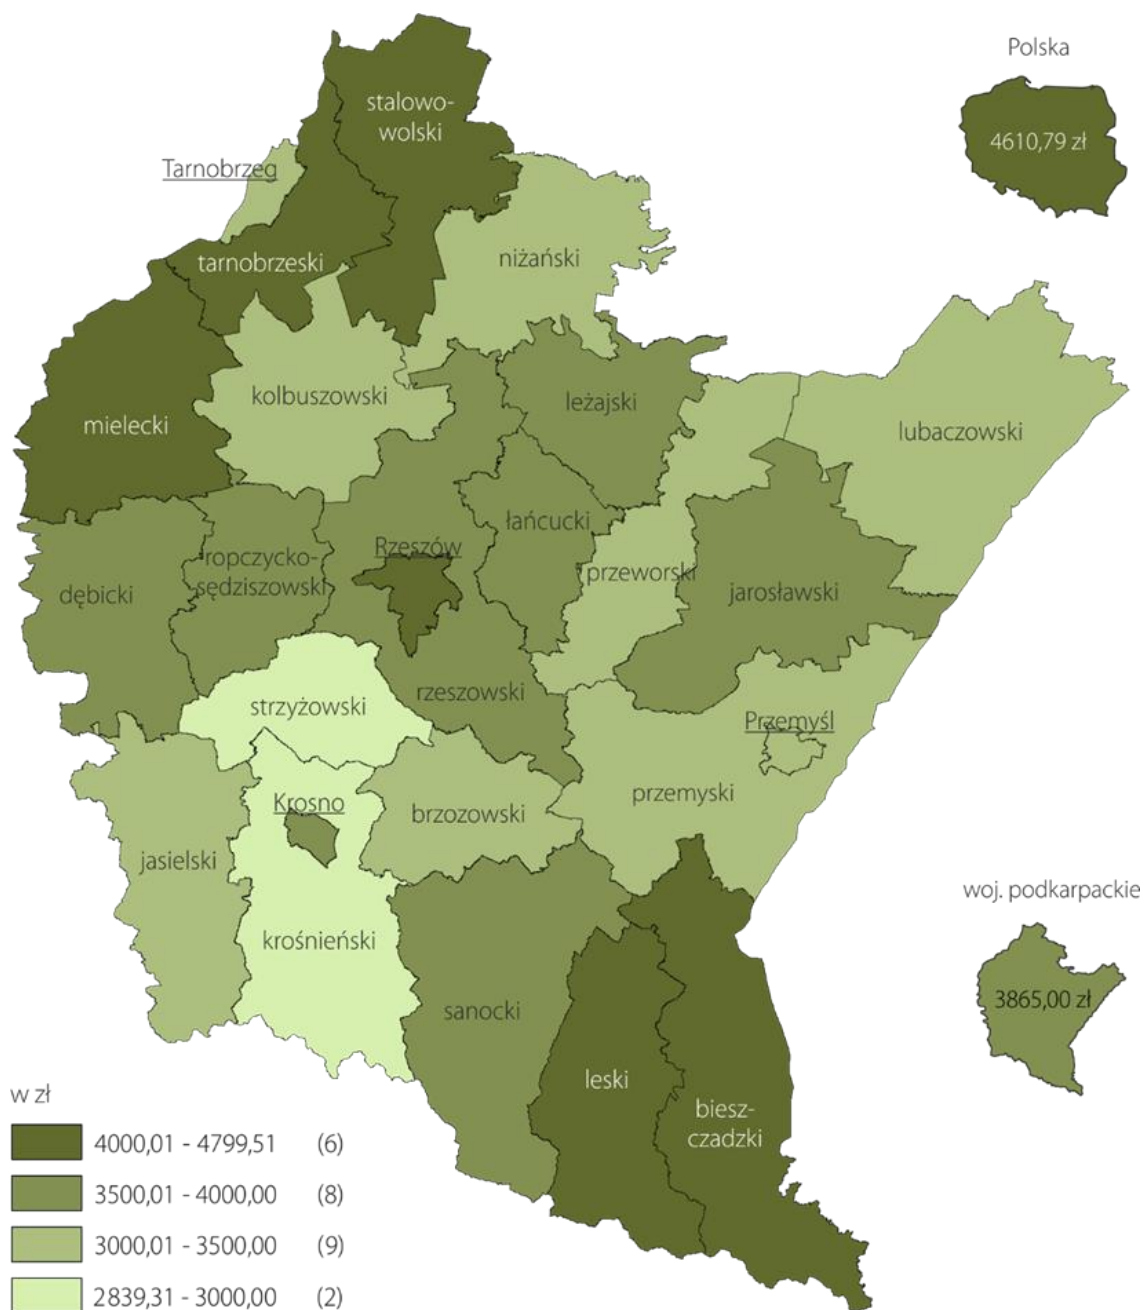 Polska
4610,79 zł
stalowo-
wolski
Tarnobrzeg
tarnobrzeski
niżański
kolbuszowski
leżajski
mielecki
lubaczowski
łańcucki
Rzeszów
ropczycko-
sędziszowski
dębicki
przeworski
jarosławski
rzeszowski
strzyżowski
Przemyśl
przemyski
Krosno
brzozowski
jasielski
krośnieński
sanocki
woj. podkarpackie
3865,00 zł
leski
biesz-
czadzki
w zł
4000,01 - 4799,51 (6)
3500,01 - 4000,00 (8)
3000,01 - 3500,00 (9)
2839,31 - 3000,00 (2)